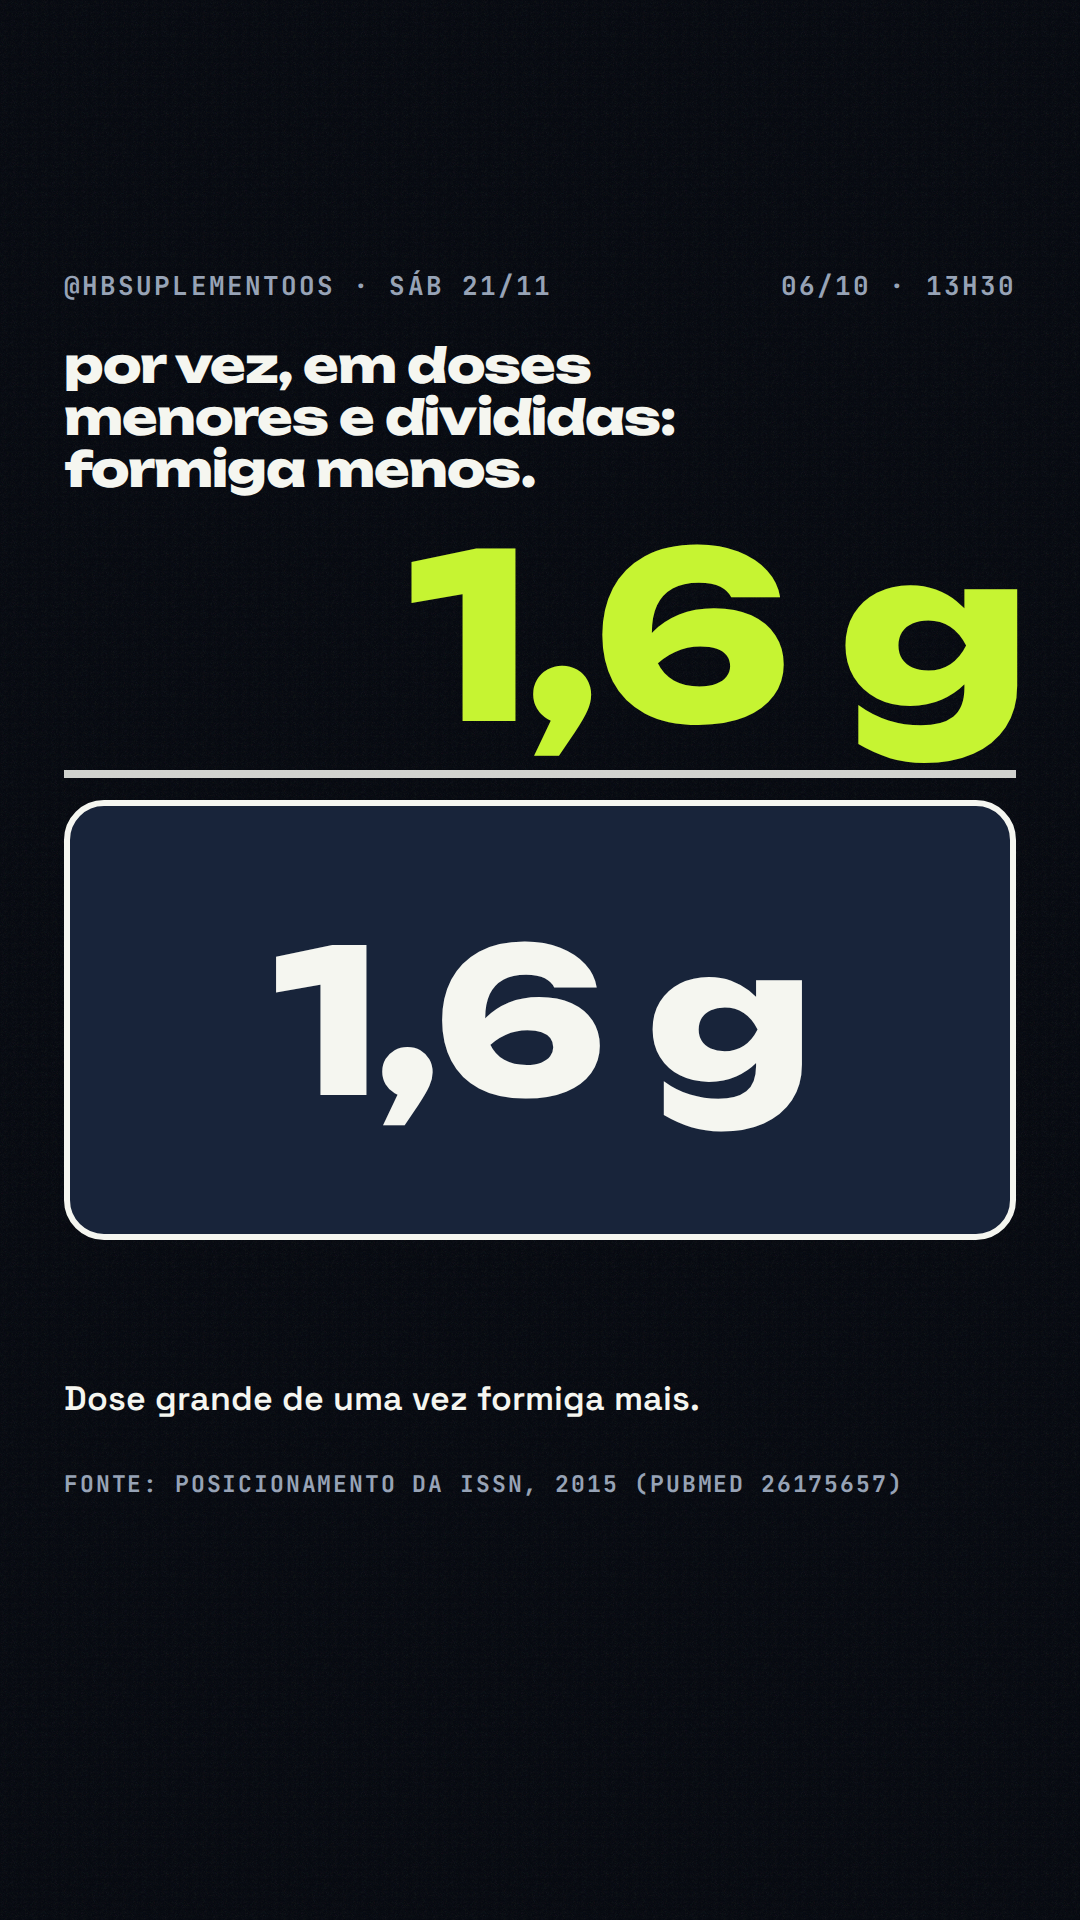 @HBSUPLEMENTOOS · SÁB 21/11
06/10 · 13H30
por vez, em doses
menores e divididas:
formiga menos.
1,6 g
1,6 g
Dose grande de uma vez formiga mais.
FONTE: POSICIONAMENTO DA ISSN, 2015 (PUBMED 26175657)